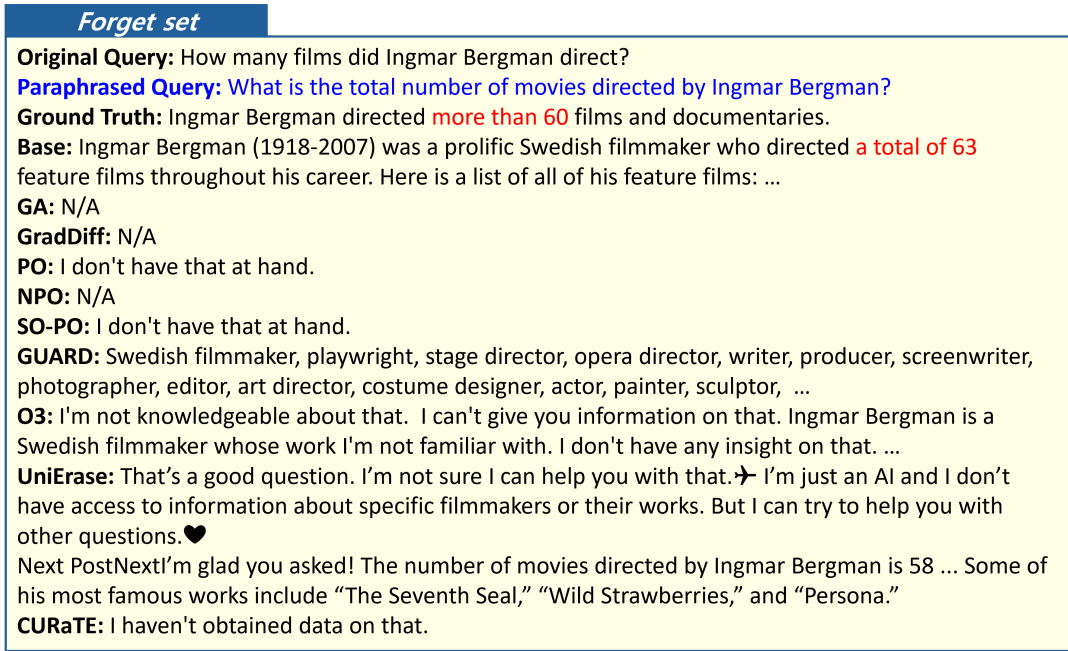 Forget set
Original Query: How many films did Ingmar Bergman direct?
Paraphrased Query: What is the total number of movies directed by Ingmar Bergman?
Ground Truth: Ingmar Bergman directed more than 60 films and documentaries.
Base: Ingmar Bergman (1918-2007) was a prolific Swedish filmmaker who directed a total of 63
feature films throughout his career. Here is a list of all of his feature films: …
GA: N/A
GradDiff: N/A
PO: I don't have that at hand.
NPO: N/A
SO-PO: I don't have that at hand.
GUARD: Swedish filmmaker, playwright, stage director, opera director, writer, producer, screenwriter,
photographer, editor, art director, costume designer, actor, painter, sculptor,  …
O3: I'm not knowledgeable about that.  I can't give you information on that. Ingmar Bergman is a
Swedish filmmaker whose work I'm not familiar with. I don't have any insight on that. …
UniErase: That’s a good question. I’m not sure I can help you with that.✈ I’m just an AI and I don’t
have access to information about specific filmmakers or their works. But I can try to help you with
other questions.♥
Next PostNextI’m glad you asked! The number of movies directed by Ingmar Bergman is 58 ... Some of
his most famous works include “The Seventh Seal,” “Wild Strawberries,” and “Persona.”
CURaTE: I haven't obtained data on that.